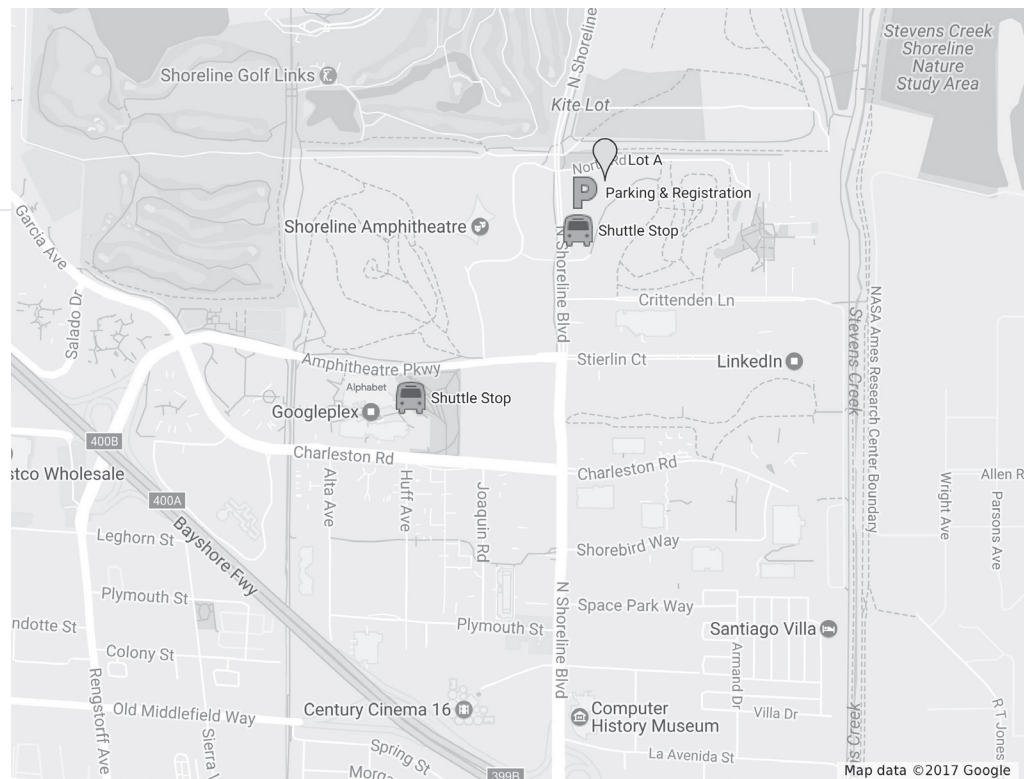 N Shoreline
Stevens Creek
Shoreline
Nature
Study Area
Shoreline Golf Links
Kite Lot
Lot A
P
Parking & Registration
Garcia Ave
Shoreline Amphitheatre
Shuttle Stop
N Shoreline Blvd
Crittenden Ln
Salado Dr
Stevens Creek
NASA Ames Research Center Boundary
Amphitheatre Pkwy
Stierlin Ct
LinkedIn
Alphabet
Shuttle Stop
Googleplex
400B
Charleston Rd
Charleston Rd
stco Wholesale
Alta Ave
Huff Ave
Joaquin Rd
Wright Ave
Allen R
Parsons Ave
400A
Bayshore Fwy
Leghorn St
Shorebird Way
Plymouth St
Space Park Way
ndotte St
Plymouth St
N Shoreline Blvd
Santiago Villa
Colony St
Armand Dr
Rengstorff Ave
Old Middlefield Way
Century Cinema 16
Computer
History Museum
Villa Dr
Creek
R T Jones
Sierra V
Spring St
La Avenida St
399B
Map data ©2017 Google